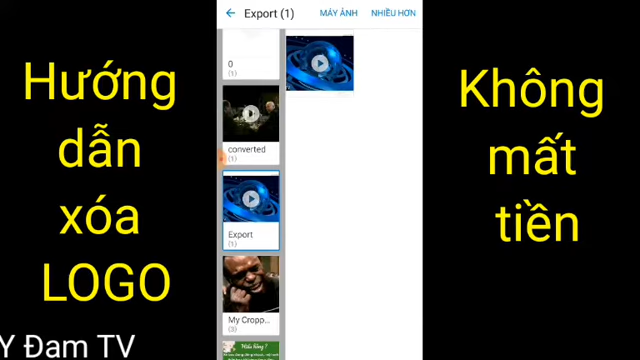 Hướng
dẫn
xóa
LOGO
Y Đam TV
Export (1)
MÁY ẢNH
NHIỀU HƠN
0
(1)
converted
(1)
Export
(1)
My Cropp...
(3)
Không
mất
tiền